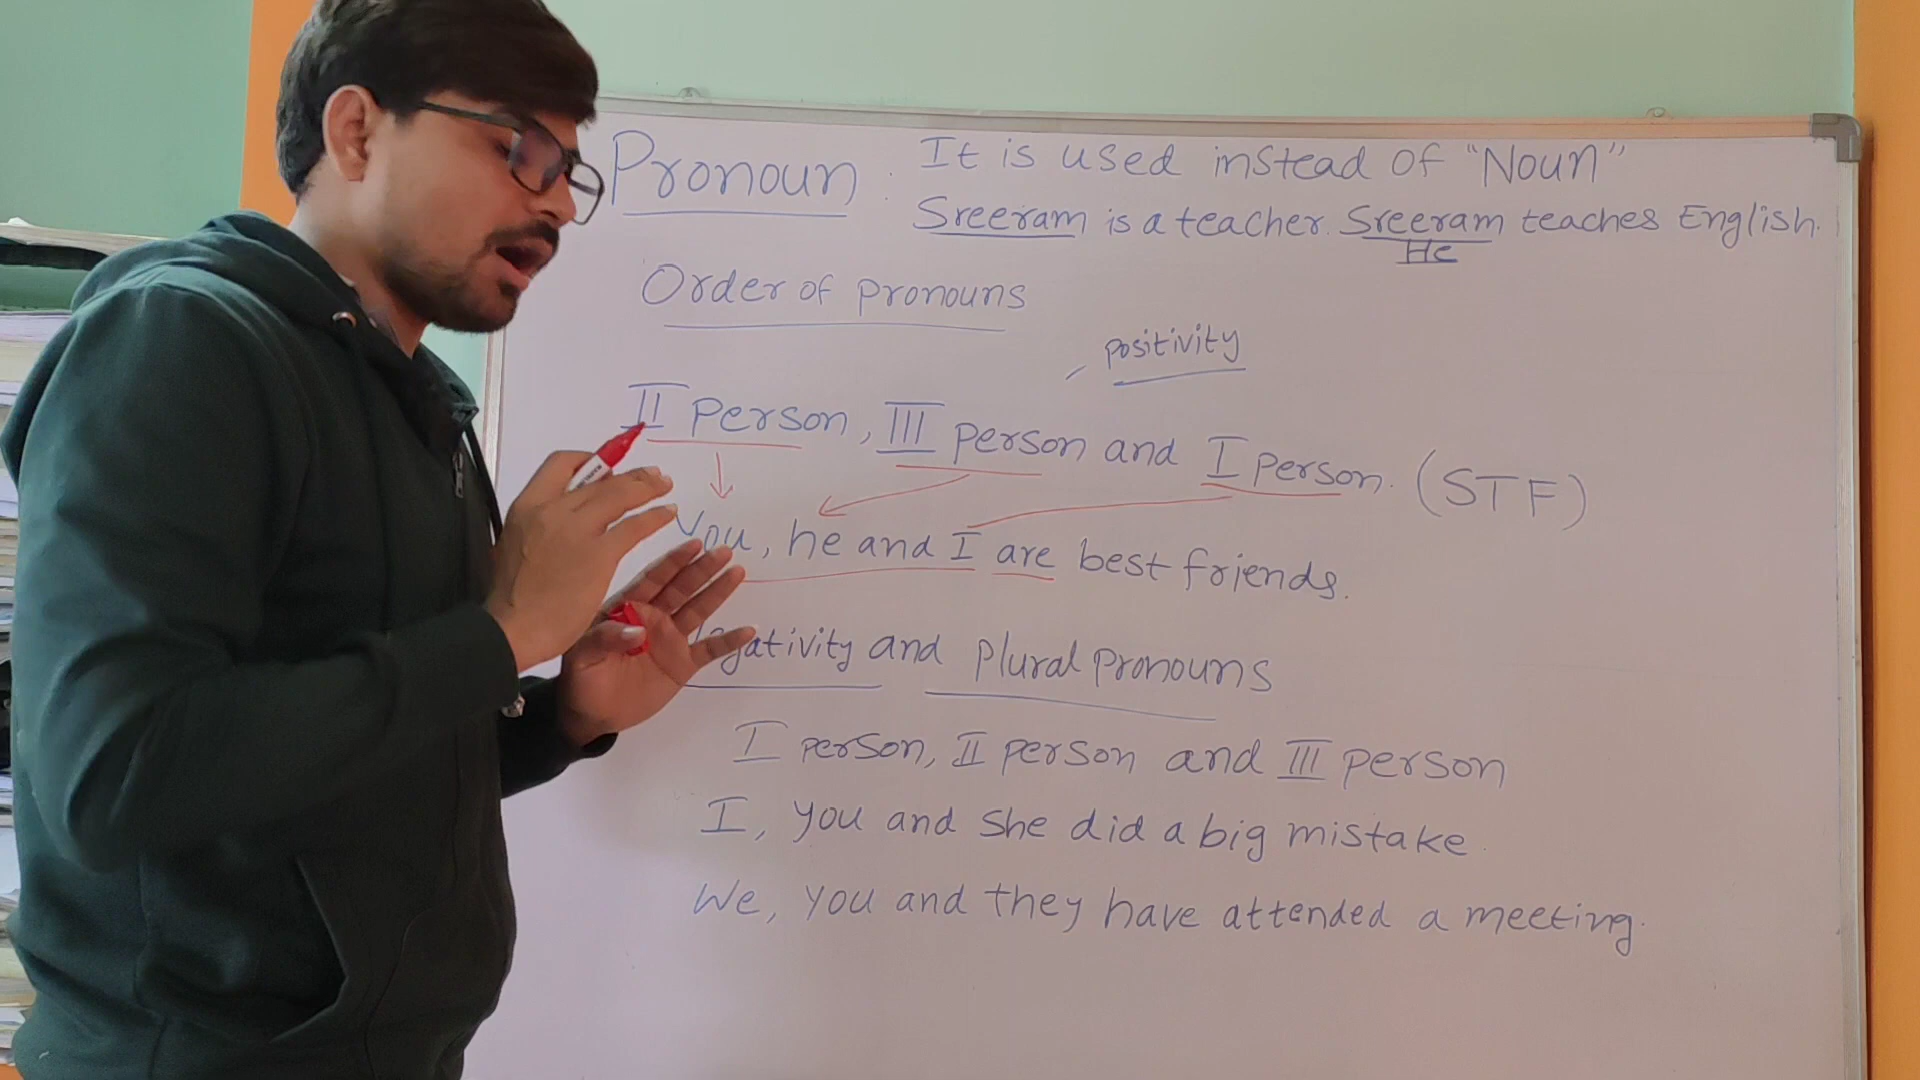 Pronoun : It is used instead of "Noun"
Sreeram is a teacher. Sreeram teaches English.
He
Order of pronouns
positivity
II Person, III person and I person. (STF)
You, he and I are best friends.
and plural pronouns
I person, II person and III person
I, you and she did a big mistake.
We, you and they have attended a meeting.